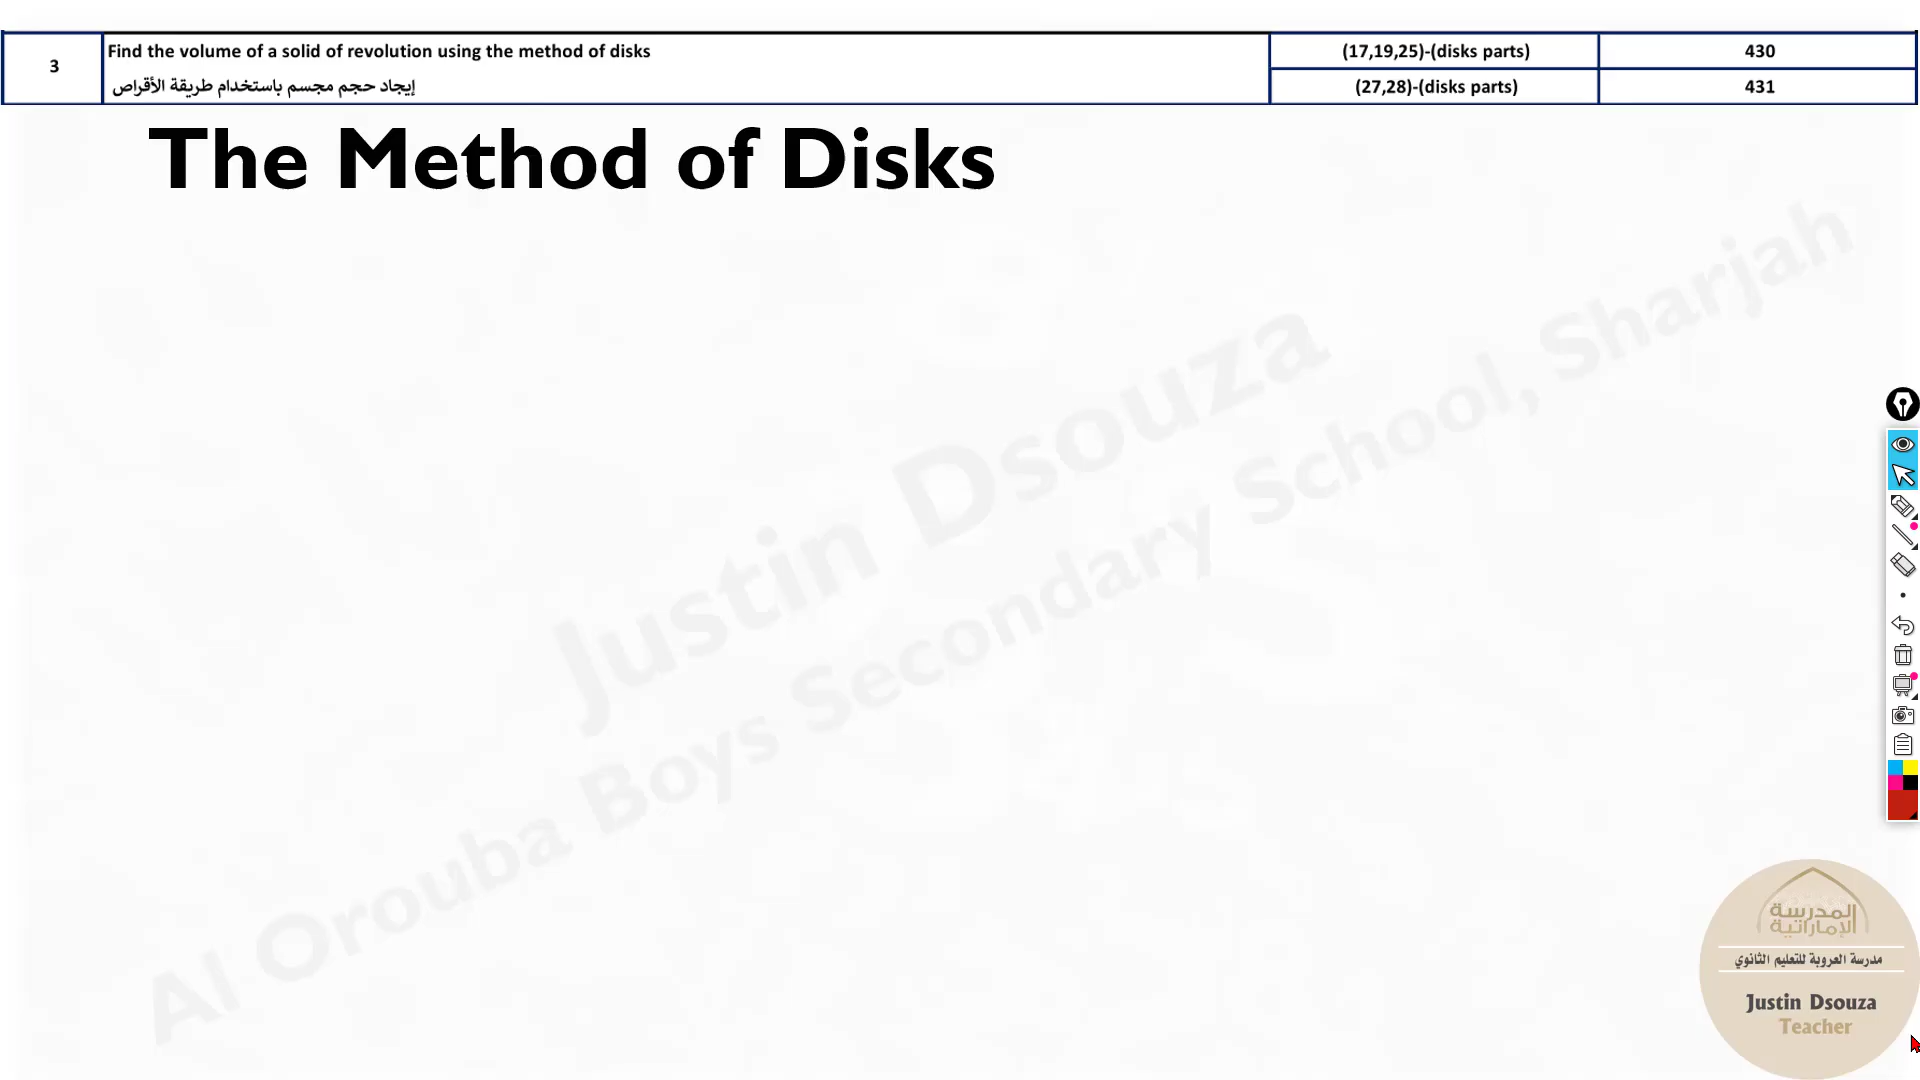 3
Find the volume of a solid of revolution using the method of disks
إيجاد حجم مجسم باستخدام طريقة الأقراص
(17,19,25)-(disks parts)
430
(27,28)-(disks parts)
431
The Method of Disks
Justin Dsouza
Al Orouba Boys Secondary School, Sharjah
المدرسة
الإماراتية
مدرسة العروبة للتعليم الثانوي
Justin Dsouza
Teacher